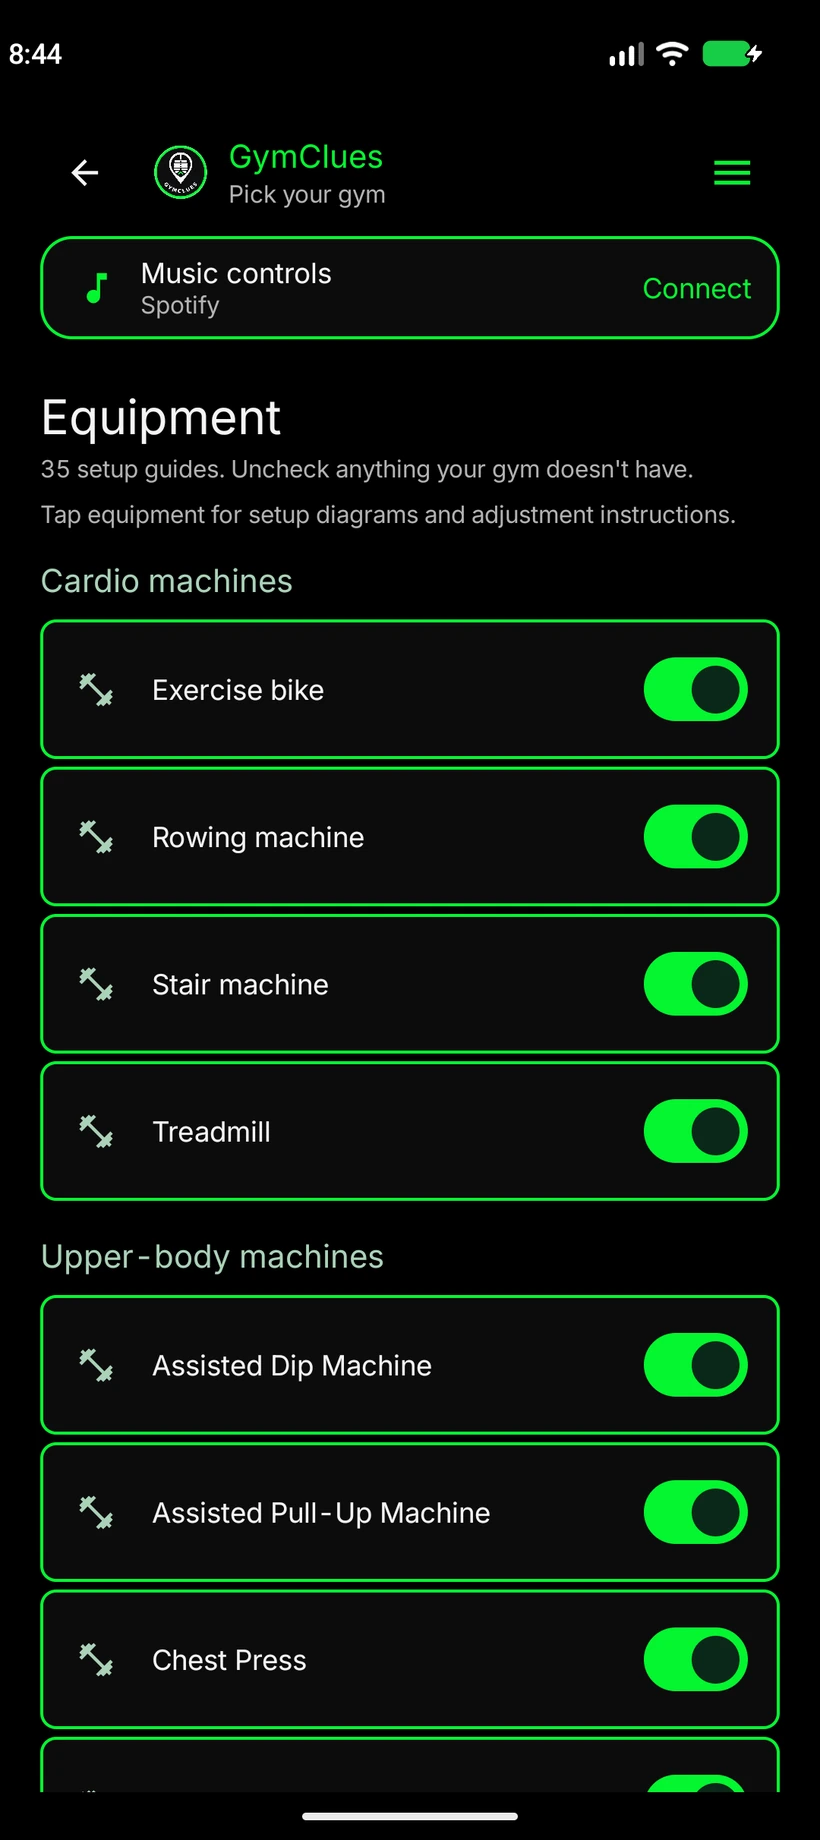 8:44
GymClues
Pick your gym
GYMCLUES
Music controls
Spotify
Connect
Equipment
35 setup guides. Uncheck anything your gym doesn't have.
Tap equipment for setup diagrams and adjustment instructions.
Cardio machines
Exercise bike
Rowing machine
Stair machine
Treadmill
Upper-body machines
Assisted Dip Machine
Assisted Pull-Up Machine
Chest Press